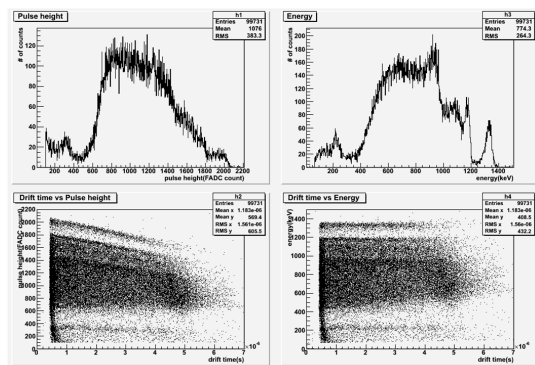 Pulse height
h1
Entries 99731
Mean 1076
RMS 383.3
# of counts
120
100
80
60
40
20
0
200 400 600 800 1000 1200 1400 1600 1800 2000 2200
pulse height(FADC count)
Energy
h3
Entries 99731
Mean 774.3
RMS 264.3
# of counts
200
180
160
140
120
100
80
60
40
20
0
200 400 600 800 1000 1200 1400
energy(keV)
Drift time vs Pulse height
h2
Entries 99731
Mean x 1.183e-06
Mean y 569.4
RMS x 1.561e-06
RMS y 605.5
pulse height(FADC count)
2200
2000
1800
1600
1400
1200
1000
800
600
400
200
0
0 1 2 3 4 5 6 7
×10⁻⁶
drift time(s)
Drift time vs Energy
h4
Entries 99731
Mean x 1.183e-06
Mean y 408.5
RMS x 1.56e-06
RMS y 432.2
1400
1200
1000
800
600
400
200
0
0 1 2 3 4 5 6 7
×10⁻⁶
drift time(s)